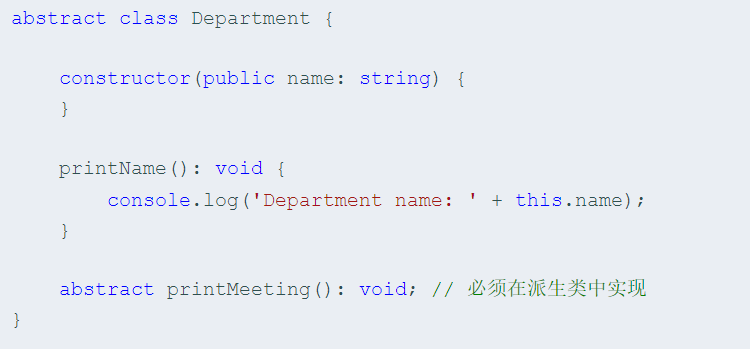 abstract class Department {
    constructor(public name: string) {
    }
    printName(): void {
        console.log('Department name: ' + this.name);
    }
    abstract printMeeting(): void; // 必须在派生类中实现
}